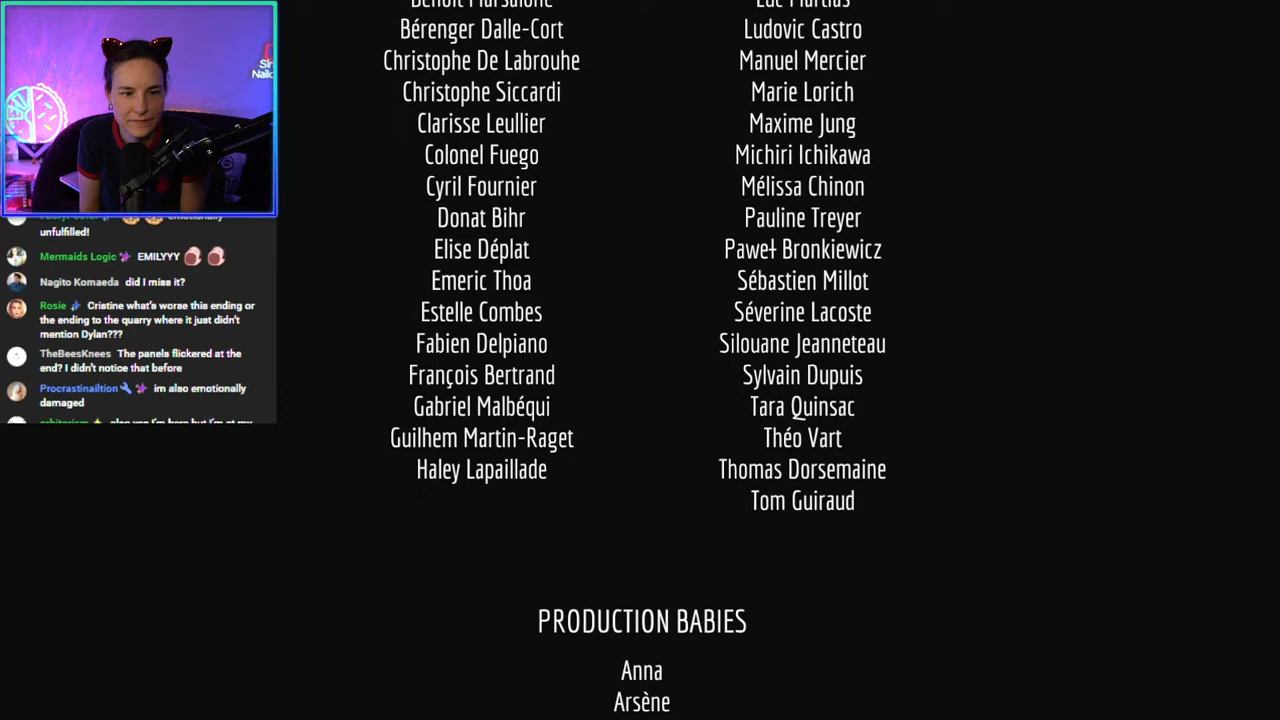 Benoît Marsalone
Bérenger Dalle-Cort
Christophe De Labrouhe
Christophe Siccardi
Clarisse Leullier
Colonel Fuego
Cyril Fournier
Donat Bihr
Elise Déplat
Emeric Thoa
Estelle Combes
Fabien Delpiano
François Bertrand
Gabriel Malbéqui
Guilhem Martin-Raget
Haley Lapaillade
Ludovic Castro
Manuel Mercier
Marie Lorich
Maxime Jung
Michiri Ichikawa
Mélissa Chinon
Pauline Treyer
Paweł Bronkiewicz
Sébastien Millot
Séverine Lacoste
Silouane Jeanneteau
Sylvain Dupuis
Tara Quinsac
Théo Vart
Thomas Dorsemaine
Tom Guiraud
PRODUCTION BABIES
Anna
Arsène
emotionally
unfulfilled!
Mermaids Logic EMILYYY
Nagito Komaeda did I miss it?
Rosie Cristine what's worse this ending or
the ending to the quarry where it just didn't
mention Dylan???
TheBeesKnees The panels flickered at the
end? I didn't notice that before
Procrastinailtion im also emotionally
damaged